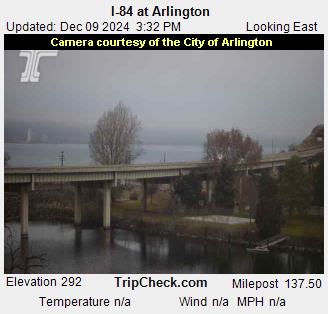 I-84 at Arlington
Updated: Dec 09 2024 3:32 PM Looking East
Camera courtesy of the City of Arlington
Elevation 292 TripCheck.com Milepost 137.50
Temperature n/a Wind n/a MPH n/a